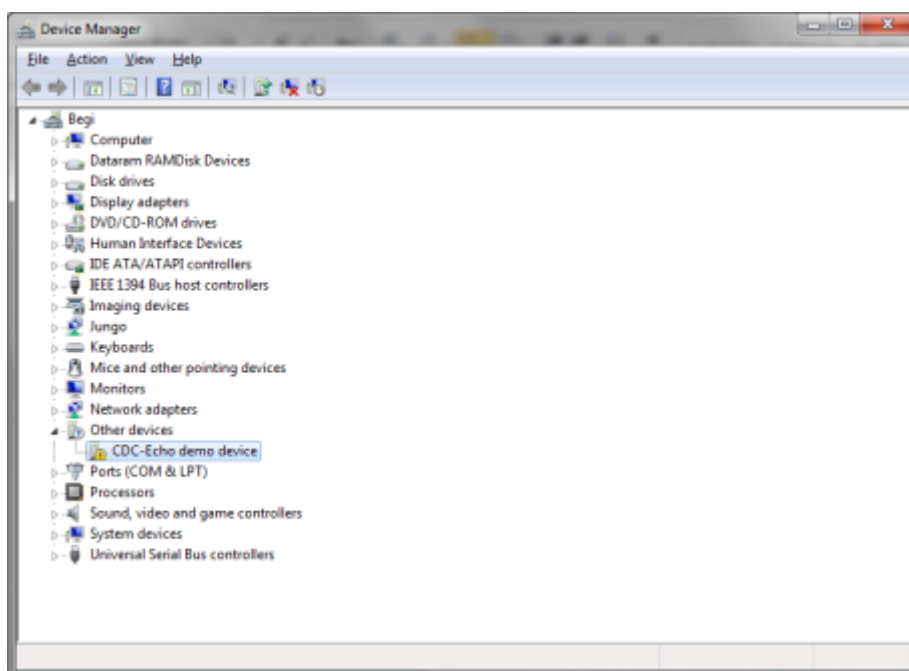 Device Manager
File Action View Help
Begi
Computer
Dataram RAMDisk Devices
Disk drives
Display adapters
DVD/CD-ROM drives
Human Interface Devices
IDE ATA/ATAPI controllers
IEEE 1394 Bus host controllers
Imaging devices
Jungo
Keyboards
Mice and other pointing devices
Monitors
Network adapters
Other devices
CDC-Echo demo device
Ports (COM & LPT)
Processors
Sound, video and game controllers
System devices
Universal Serial Bus controllers